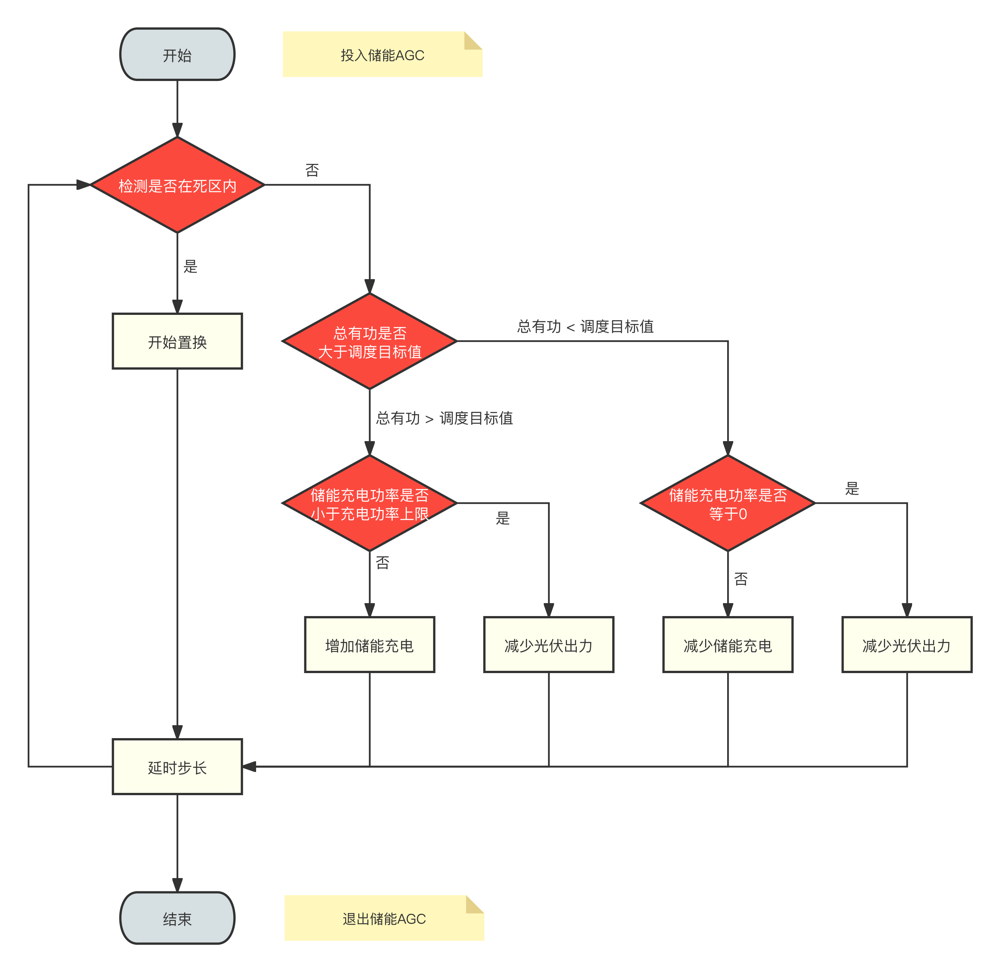 开始
投入储能AGC
检测是否在死区内
否
是
开始置换
总有功是否
大于调度目标值
总有功 < 调度目标值
总有功 > 调度目标值
储能充电功率是否
小于充电功率上限
是
否
储能充电功率是否
等于0
是
否
增加储能充电
减少光伏出力
减少储能充电
减少光伏出力
延时步长
结束
退出储能AGC